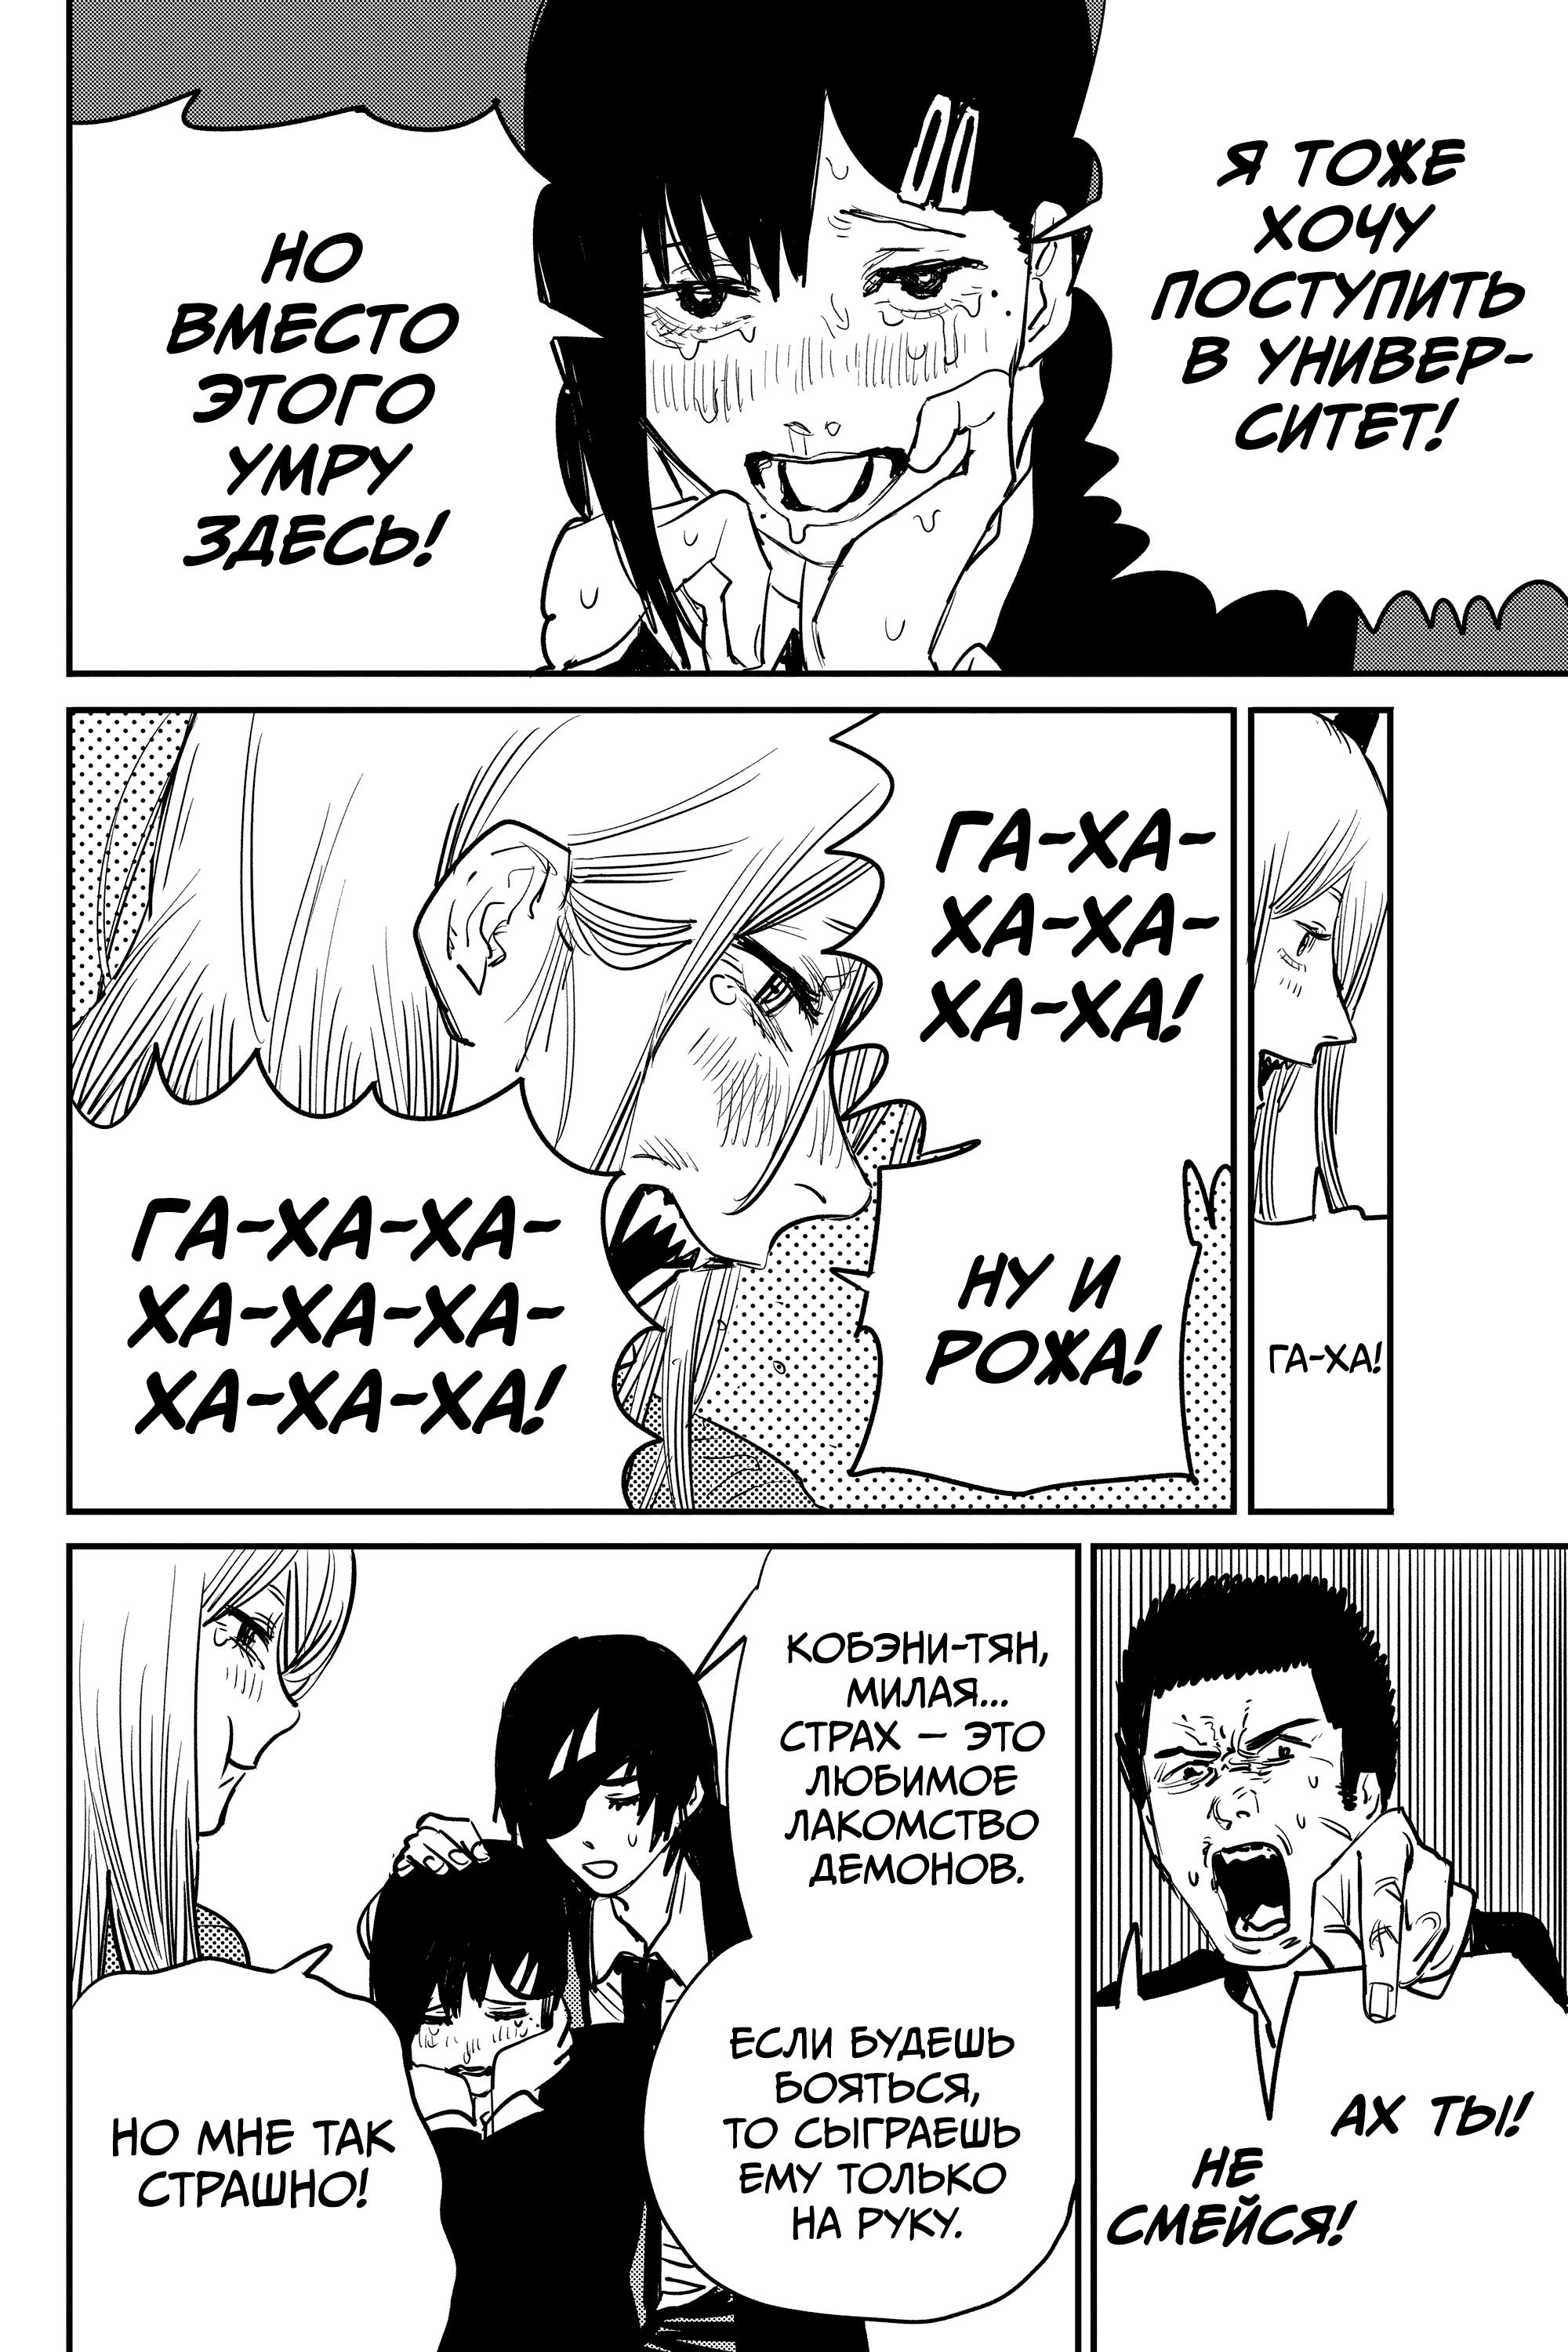 Я ТОЖЕ
ХОЧУ
ПОСТУПИТЬ
В УНИВЕР-
СИТЕТ!
НО
ВМЕСТО
ЭТОГО
УМРУ
ЗДЕСЬ!
ГА-ХА!
ГА-ХА-
ХА-ХА-
ХА-ХА!
НУ И
РОЖА!
ГА-ХА-ХА-
ХА-ХА-ХА-
ХА-ХА-ХА!
АХ ТЫ!
НЕ
СМЕЙСЯ!
КОБЭНИ-ТЯН,
МИЛАЯ...
СТРАХ – ЭТО
ЛЮБИМОЕ
ЛАКОМСТВО
ДЕМОНОВ.
ЕСЛИ БУДЕШЬ
БОЯТЬСЯ,
ТО СЫГРАЕШЬ
ЕМУ ТОЛЬКО
НА РУКУ.
НО МНЕ ТАК
СТРАШНО!